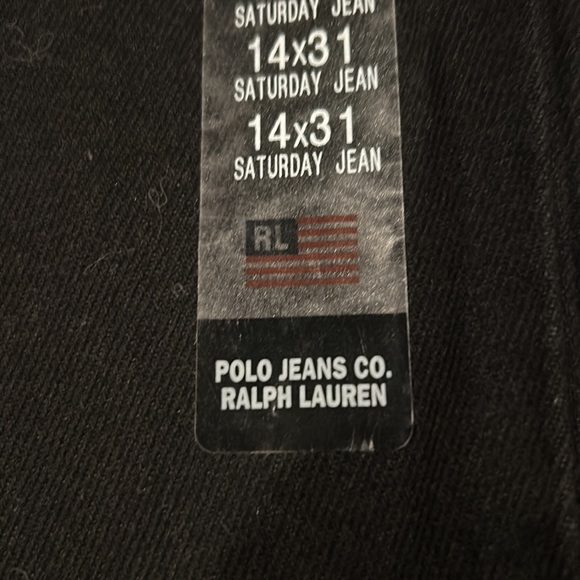 SATURDAY JEAN
14x31
SATURDAY JEAN
14x31
SATURDAY JEAN
RL
POLO JEANS CO.
RALPH LAUREN